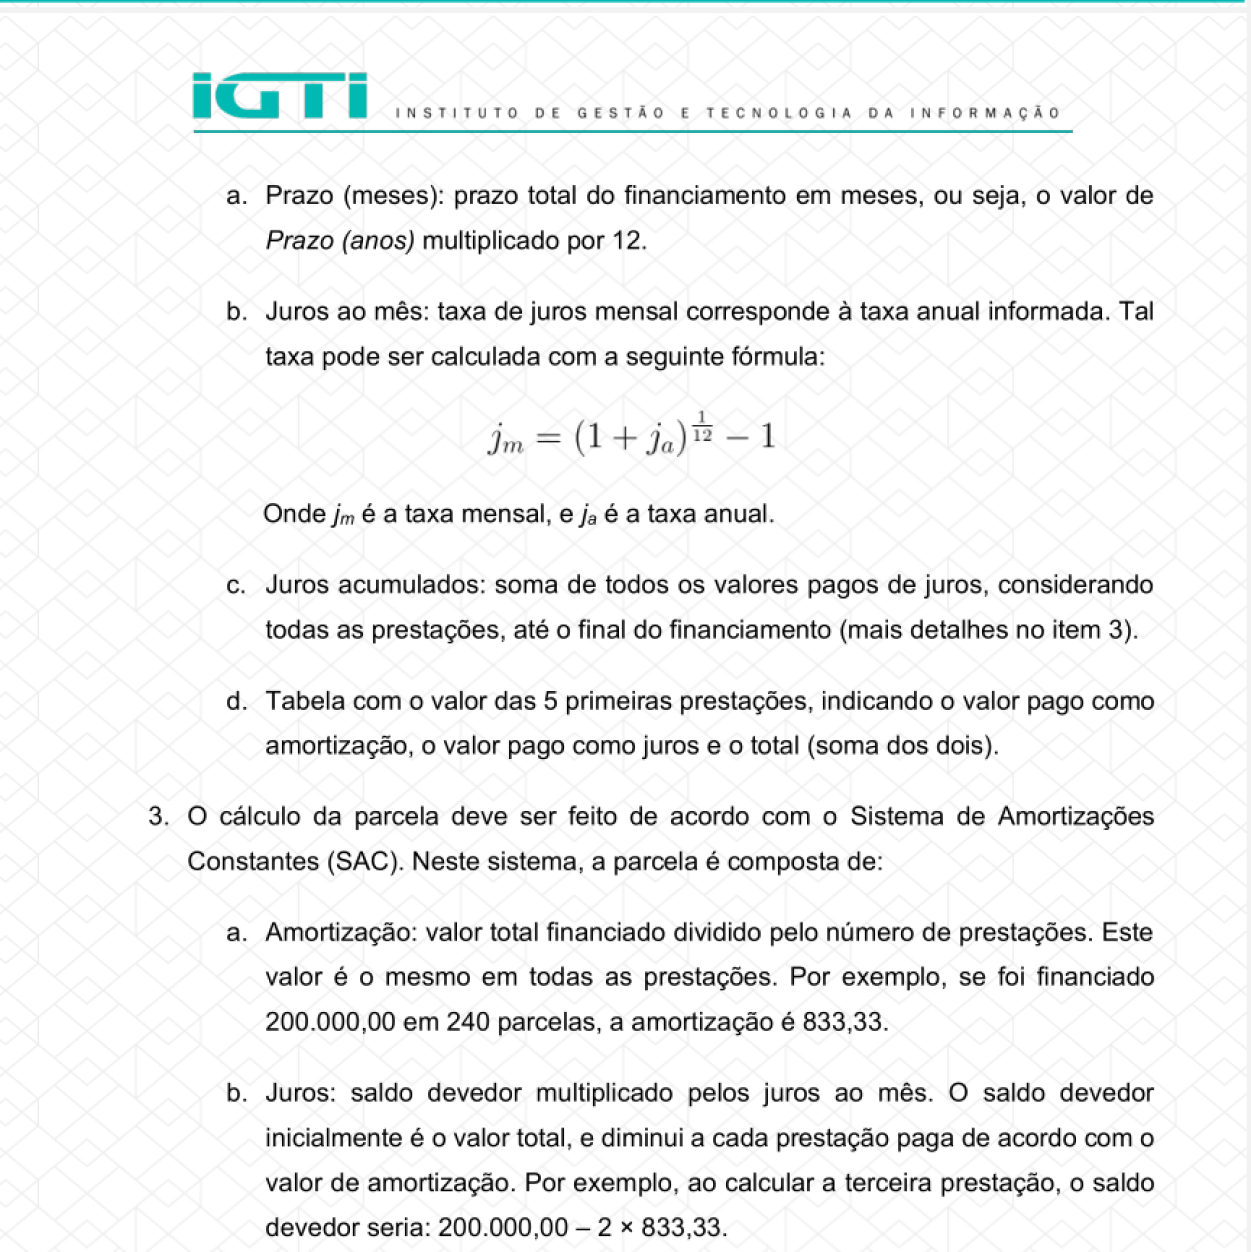 iGTi INSTITUTO DE GESTÃO E TECNOLOGIA DA INFORMAÇÃO
a. Prazo (meses): prazo total do financiamento em meses, ou seja, o valor de
Prazo (anos) multiplicado por 12.
b. Juros ao mês: taxa de juros mensal corresponde à taxa anual informada. Tal
taxa pode ser calculada com a seguinte fórmula:
j_m = (1 + j_a)^{\frac{1}{12}} − 1
Onde jm é a taxa mensal, e ja é a taxa anual.
c. Juros acumulados: soma de todos os valores pagos de juros, considerando
todas as prestações, até o final do financiamento (mais detalhes no item 3).
d. Tabela com o valor das 5 primeiras prestações, indicando o valor pago como
amortização, o valor pago como juros e o total (soma dos dois).
3. O cálculo da parcela deve ser feito de acordo com o Sistema de Amortizações
Constantes (SAC). Neste sistema, a parcela é composta de:
a. Amortização: valor total financiado dividido pelo número de prestações. Este
valor é o mesmo em todas as prestações. Por exemplo, se foi financiado
200.000,00 em 240 parcelas, a amortização é 833,33.
b. Juros: saldo devedor multiplicado pelos juros ao mês. O saldo devedor
inicialmente é o valor total, e diminui a cada prestação paga de acordo com o
valor de amortização. Por exemplo, ao calcular a terceira prestação, o saldo
devedor seria: 200.000,00 – 2 × 833,33.